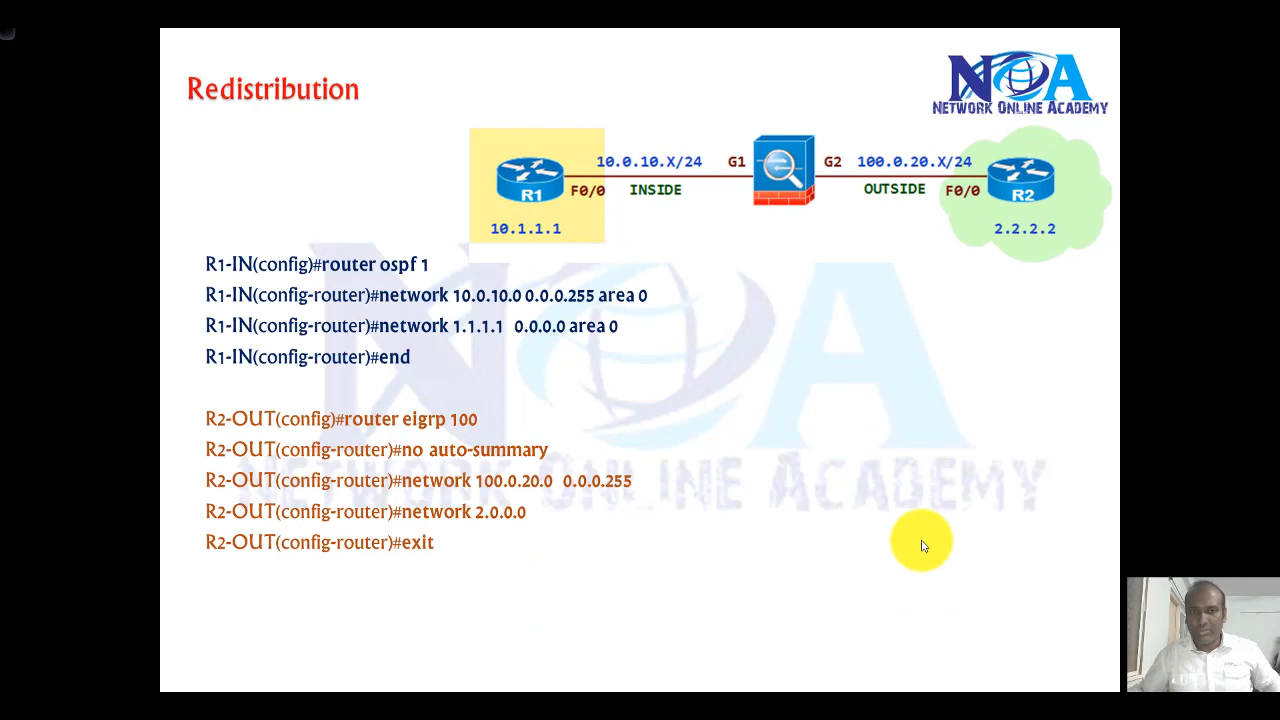 Redistribution
NOA
NETWORK ONLINE ACADEMY
10.0.10.X/24 G1 G2 100.0.20.X/24
R1 F0/0 INSIDE OUTSIDE F0/0 R2
10.1.1.1 2.2.2.2
R1-IN(config)#router ospf 1
R1-IN(config-router)#network 10.0.10.0 0.0.0.255 area 0
R1-IN(config-router)#network 1.1.1.1 0.0.0.0 area 0
R1-IN(config-router)#end
R2-OUT(config)#router eigrp 100
R2-OUT(config-router)#no auto-summary
R2-OUT(config-router)#network 100.0.20.0 0.0.0.255
R2-OUT(config-router)#network 2.0.0.0
R2-OUT(config-router)#exit
NOA
NETWORK ONLINE ACADEMY